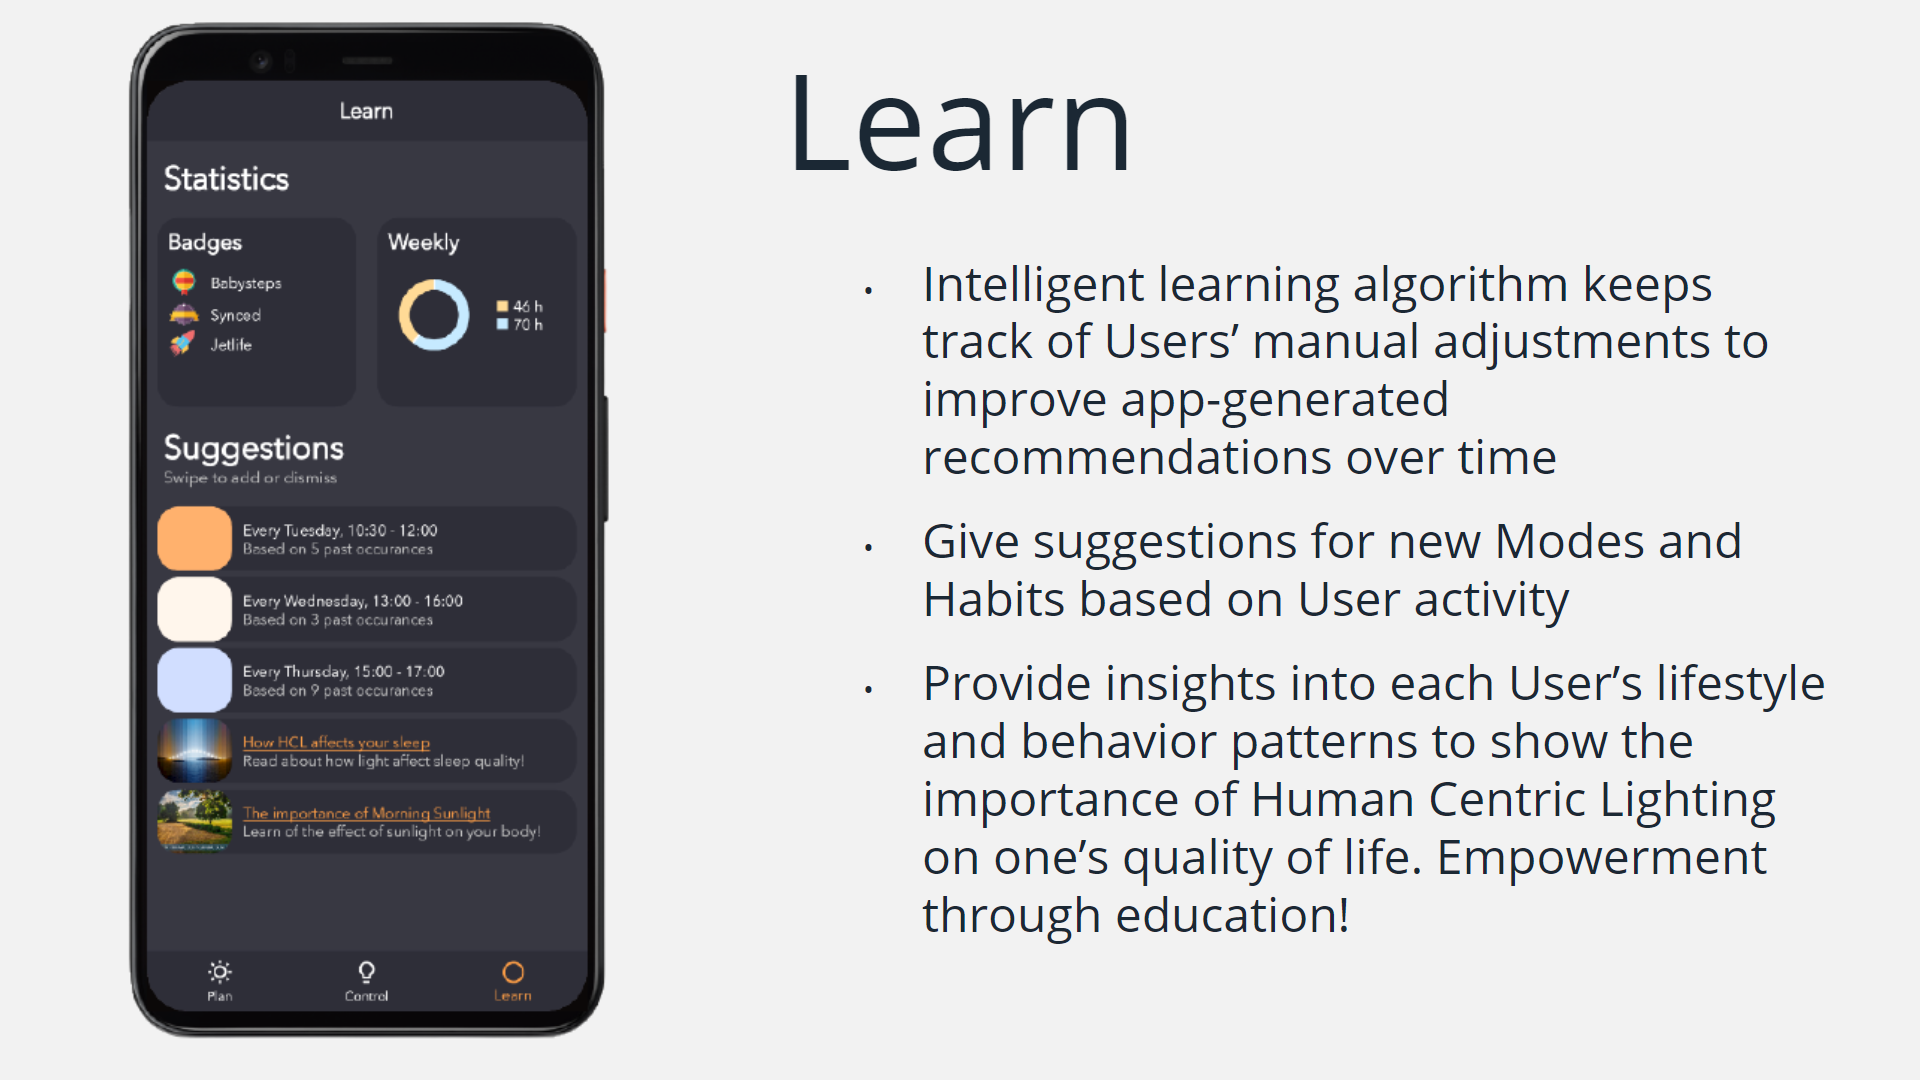 Learn
Statistics
Badges
Babysteps
Synced
Jetlife
Weekly
46 h
70 h
Suggestions
Swipe to add or dismiss
Every Tuesday, 10:30 - 12:00
Based on 5 past occurances
Every Wednesday, 13:00 - 16:00
Based on 3 past occurances
Every Thursday, 15:00 - 17:00
Based on 9 past occurances
How HCL affects your sleep
Read about how light affect sleep quality!
The importance of Morning Sunlight
Learn of the effect of sunlight on your body!
Plan
Control
Learn
Learn
• Intelligent learning algorithm keeps
track of Users’ manual adjustments to
improve app-generated
recommendations over time
• Give suggestions for new Modes and
Habits based on User activity
• Provide insights into each User’s lifestyle
and behavior patterns to show the
importance of Human Centric Lighting
on one’s quality of life. Empowerment
through education!